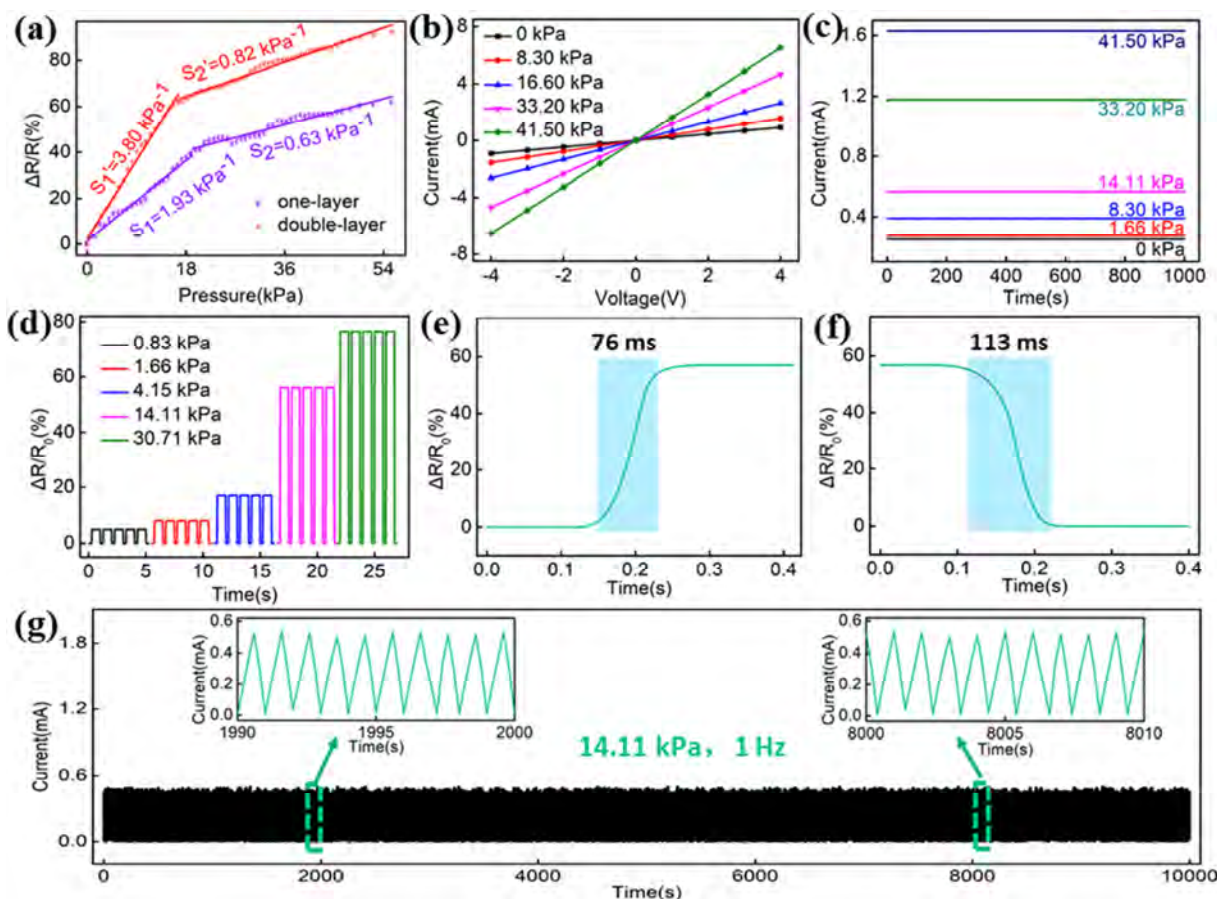 (a)
80
60
40
20
0
ΔR/R(%)
S1'=3.80 kPa-1
S2'=0.82 kPa-1
S1=1.93 kPa-1
S2=0.63 kPa-1
one-layer
double-layer
0 18 36 54
Pressure(kPa)
(b)
8
4
0
-4
-8
Current(mA)
0 kPa
8.30 kPa
16.60 kPa
33.20 kPa
41.50 kPa
-4 -2 0 2 4
Voltage(V)
(c)
1.6
1.2
0.8
0.4
Current(mA)
41.50 kPa
33.20 kPa
14.11 kPa
8.30 kPa
1.66 kPa
0 kPa
0 200 400 600 800 1000
Time(s)
(d)
80
60
40
20
0
ΔR/R0(%)
0.83 kPa
1.66 kPa
4.15 kPa
14.11 kPa
30.71 kPa
0 5 10 15 20 25
Time(s)
(e)
76 ms
60
40
20
0
ΔR/R0(%)
0.0 0.1 0.2 0.3 0.4
Time(s)
(f)
113 ms
60
40
20
0
ΔR/R0(%)
0.0 0.1 0.2 0.3 0.4
Time(s)
(g)
1.8
1.2
0.6
0.0
Current(mA)
0.6
0.4
0.2
0.0
Current(mA)
1990 1995 2000
Time(s)
0.6
0.4
0.2
0.0
Current(mA)
8000 8005 8010
Time(s)
14.11 kPa, 1 Hz
0 2000 4000 6000 8000 10000
Time(s)